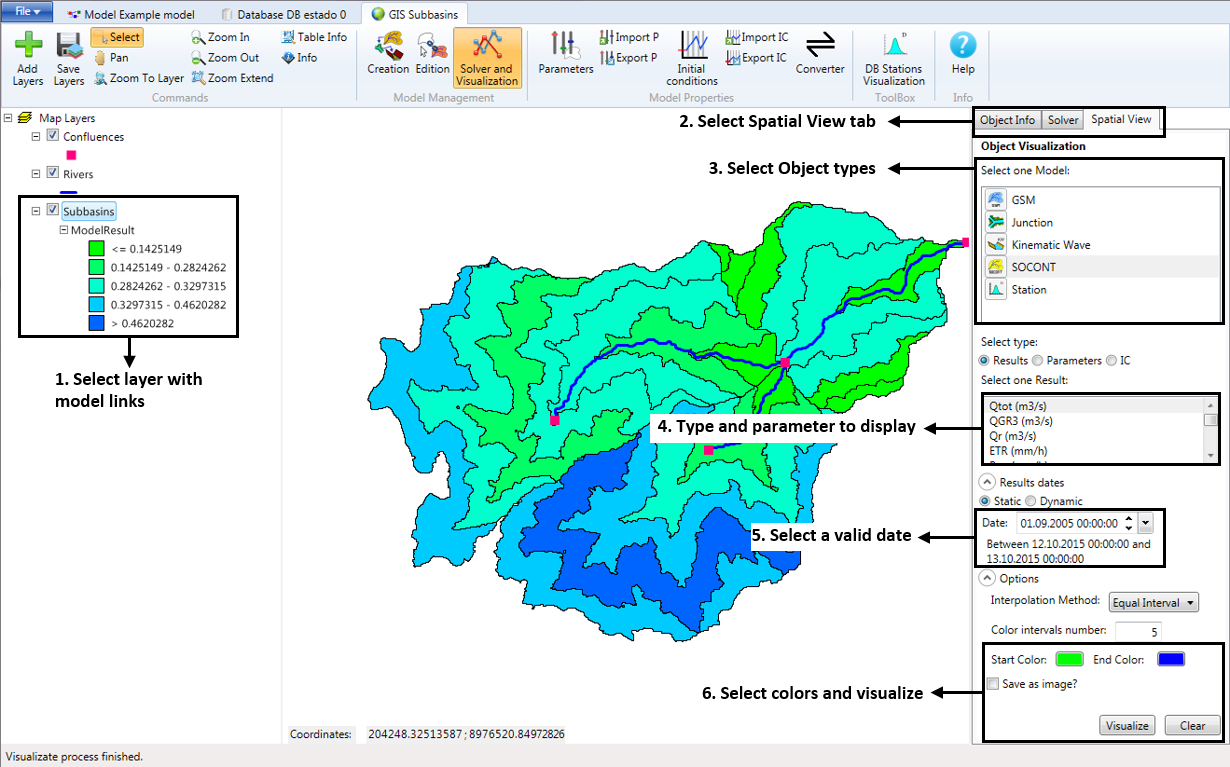 File
Model Example model
Database DB estado 0
GIS Subbasins
Add Layers
Save Layers
Select
Pan
Zoom To Layer
Zoom In
Zoom Out
Zoom Extend
Table Info
Info
Commands
Creation
Edition
Solver and Visualization
Model Management
Parameters
Import P
Export P
Initial conditions
Import IC
Export IC
Converter
Model Properties
DB Stations Visualization
ToolBox
Help
Info
Map Layers
Confluences
Rivers
Subbasins
ModelResult
<= 0.1425149
0.1425149 - 0.2824262
0.2824262 - 0.3297315
0.3297315 - 0.4620282
> 0.4620282
1. Select layer with
model links
2. Select Spatial View tab
3. Select Object types
4. Type and parameter to display
5. Select a valid date
6. Select colors and visualize
Coordinates: 204248.32513587 ; 8976520.84972826
Object Info
Solver
Spatial View
Object Visualization
Select one Model:
GSM
Junction
Kinematic Wave
SOCONT
Station
Select type:
Results Parameters IC
Select one Result:
Qtot (m3/s)
QGR3 (m3/s)
Qr (m3/s)
ETR (mm/h)
Results dates
Static Dynamic
Date: 01.09.2005 00:00:00
Between 12.10.2015 00:00:00 and
13.10.2015 00:00:00
Options
Interpolation Method: Equal Interval
Color intervals number: 5
Start Color: End Color:
Save as image?
Visualize Clear
Visualizate process finished.